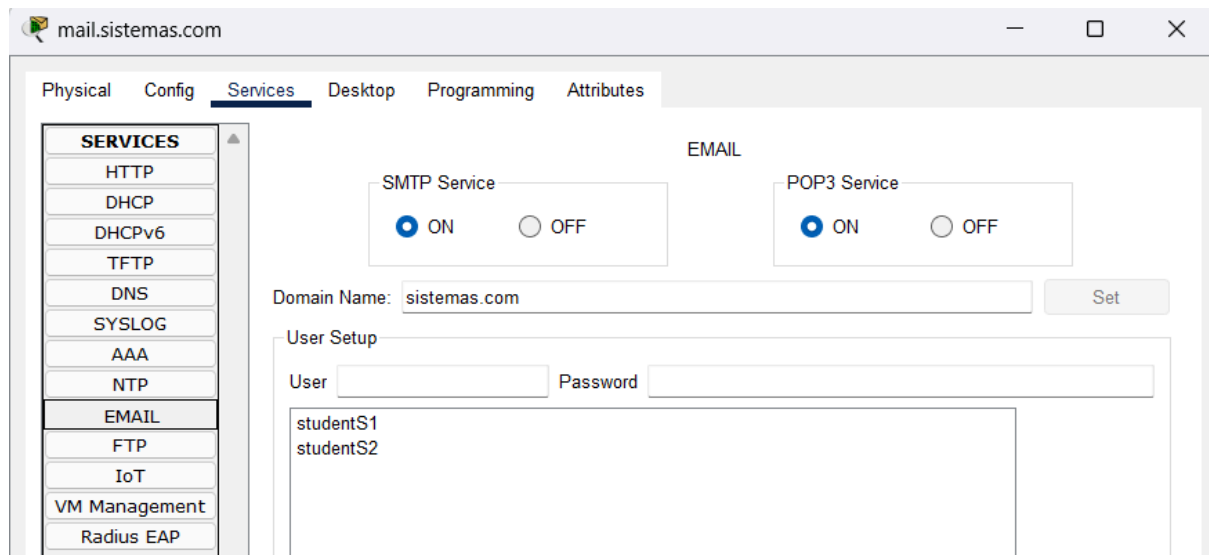 mail.sistemas.com
Physical Config Services Desktop Programming Attributes
SERVICES
HTTP
DHCP
DHCPv6
TFTP
DNS
SYSLOG
AAA
NTP
EMAIL
FTP
IoT
VM Management
Radius EAP
EMAIL
SMTP Service
ON OFF
POP3 Service
ON OFF
Domain Name: sistemas.com Set
User Setup
User Password
studentS1
studentS2